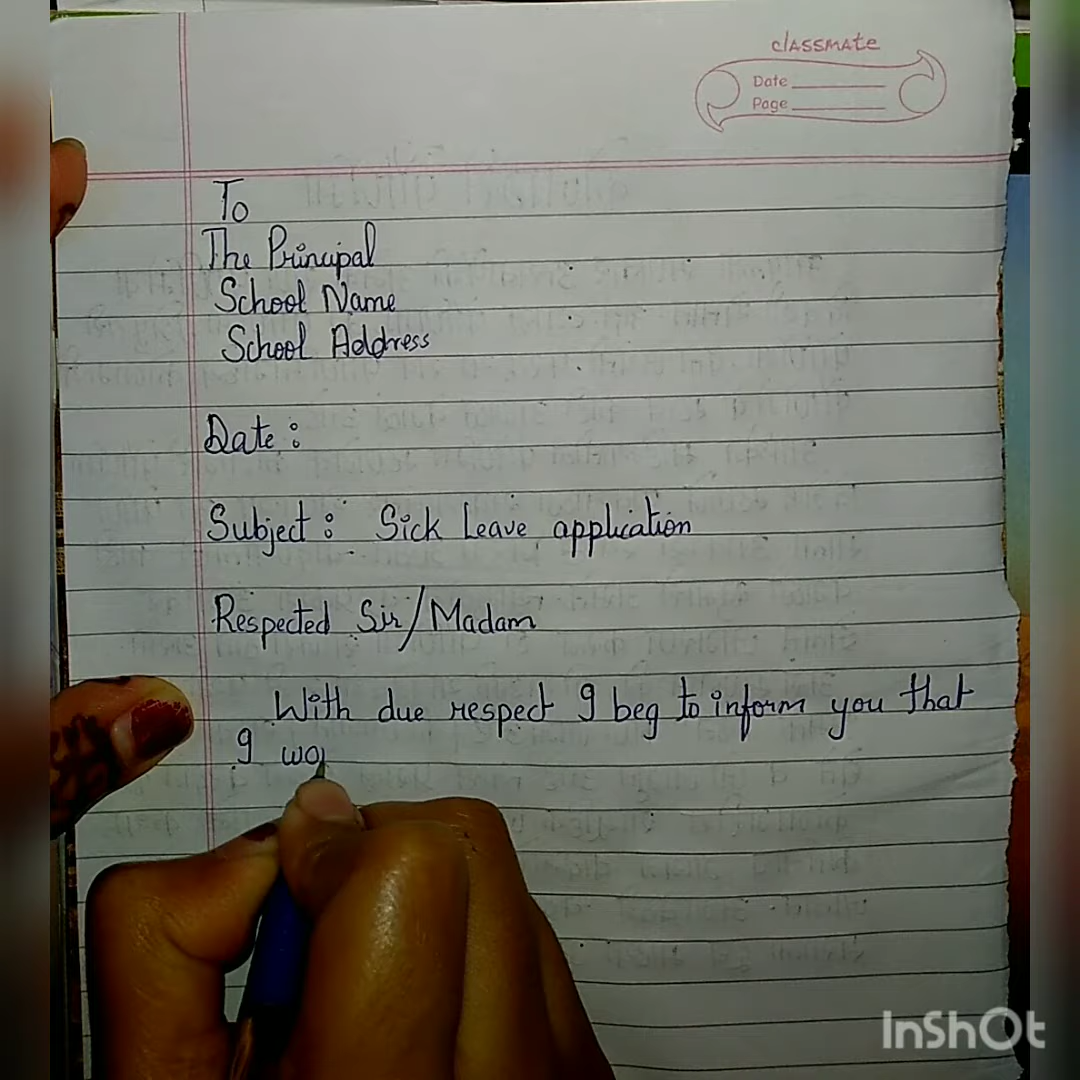 classmate
Date
Page
To
The Principal
School Name
School Address
Date :
Subject : Sick Leave application
Respected Sir/Madam
With due respect I beg to inform you that
I wo
InShOt